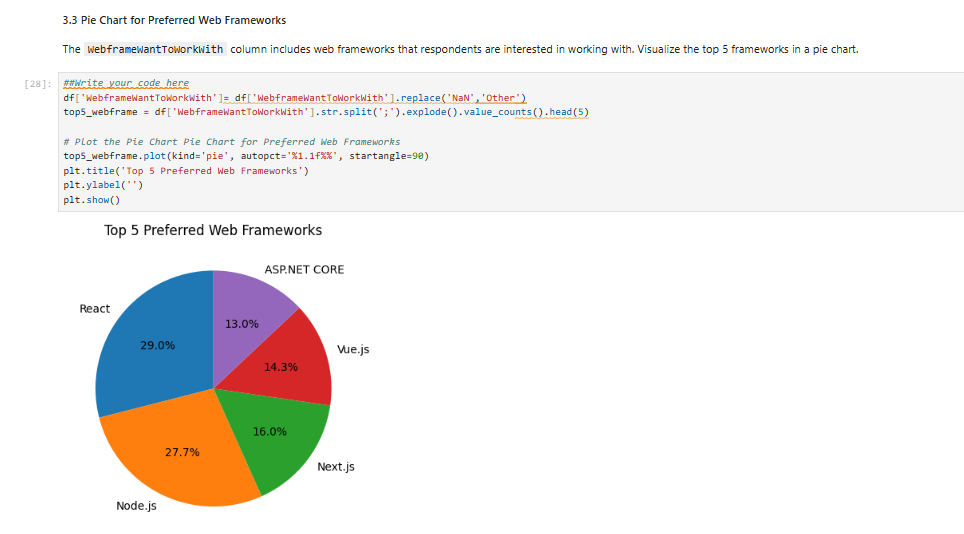 3.3 Pie Chart for Preferred Web Frameworks
The WebframeWantToWorkWith column includes web frameworks that respondents are interested in working with. Visualize the top 5 frameworks in a pie chart.
[28]:
##Write your code here
df['WebframeWantToWorkWith']= df['WebframeWantToWorkWith'].replace('NaN','Other')
top5_webframe = df['WebframeWantToWorkWith'].str.split(';').explode().value_counts().head(5)
# Plot the Pie Chart Pie Chart for Preferred Web Frameworks
top5_webframe.plot(kind='pie', autopct='%1.1f%%', startangle=90)
plt.title('Top 5 Preferred Web Frameworks')
plt.ylabel('')
plt.show()
Top 5 Preferred Web Frameworks
ASP.NET CORE
React
13.0%
29.0%
Vue.js
14.3%
16.0%
27.7%
Next.js
Node.js